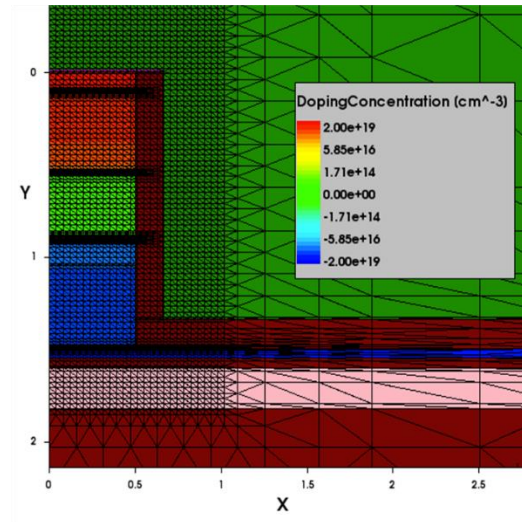 DopingConcentration (cm^-3)
2.00e+19
5.85e+16
1.71e+14
0.00e+00
-1.71e+14
-5.85e+16
-2.00e+19
0
Y
1
2
0 0.5 1 1.5 2 2.5
X